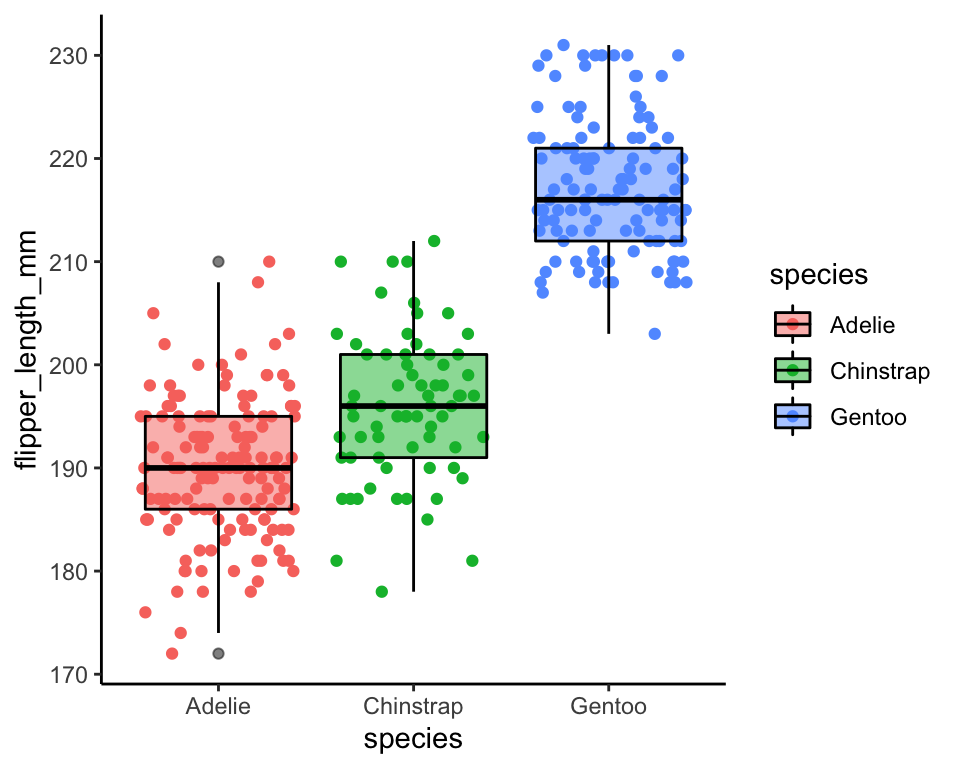 flipper_length_mm
230
220
210
200
190
180
170
Adelie Chinstrap Gentoo
species
species
Adelie
Chinstrap
Gentoo